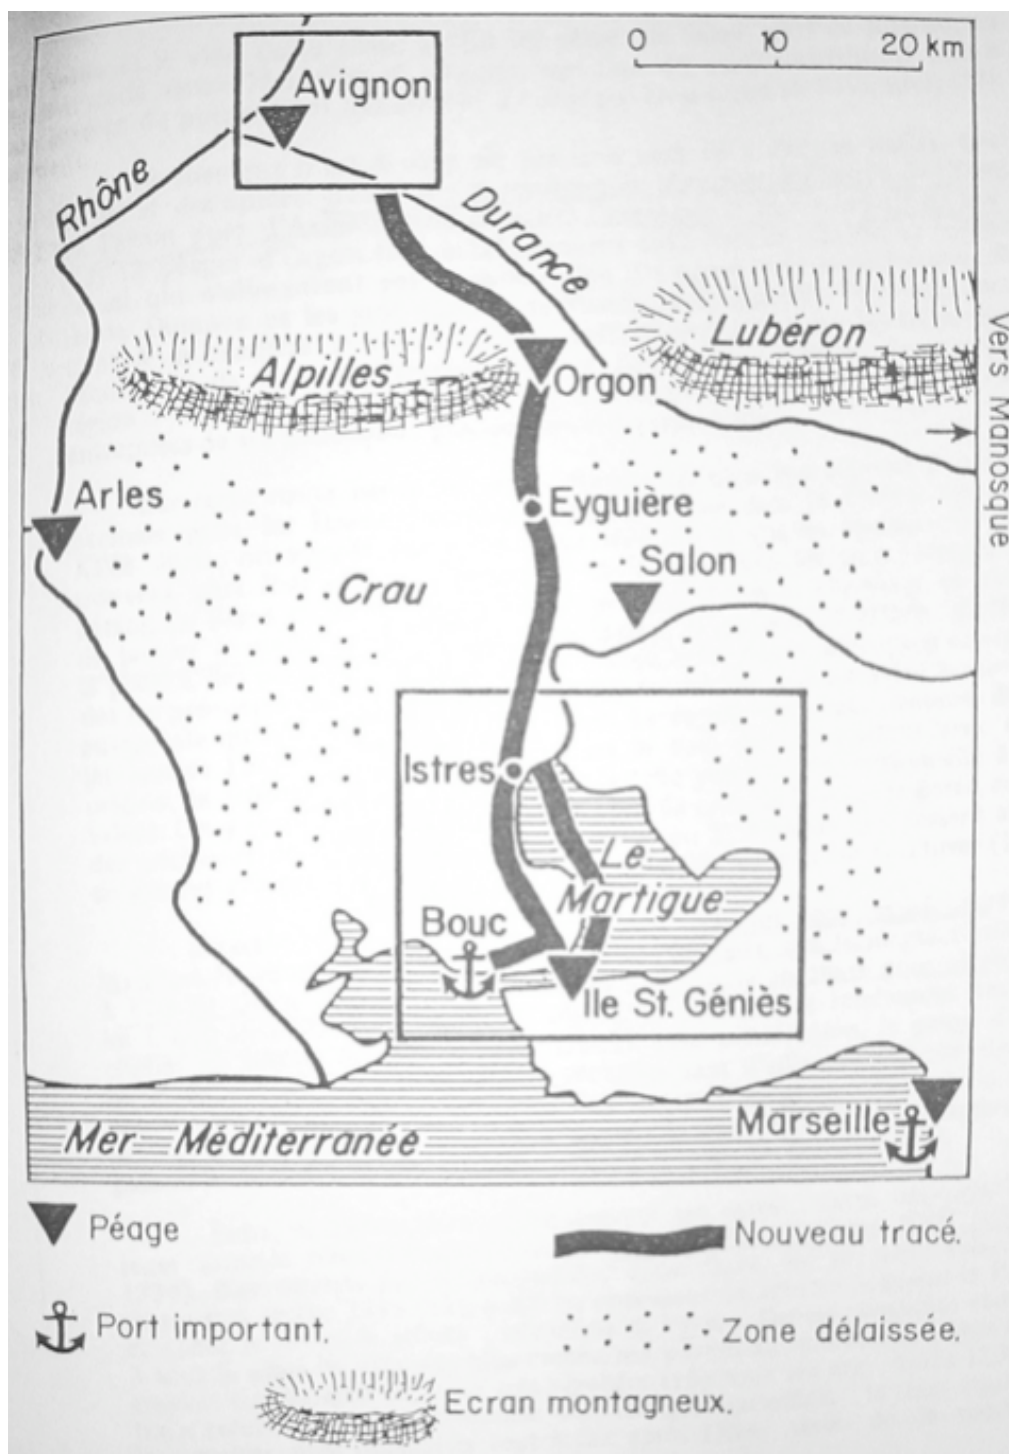 0 10 20 km
Avignon
Rhône
Durance
Lubéron
Alpilles
Orgon
Vers Manosque
Arles
Eyguière
Salon
Crau
Istres
Le
Martigue
Bouc
Ile St. Géniès
Marseille
Mer Méditerranée
Péage
Nouveau tracé.
Port important.
Zone délaissée.
Ecran montagneux.